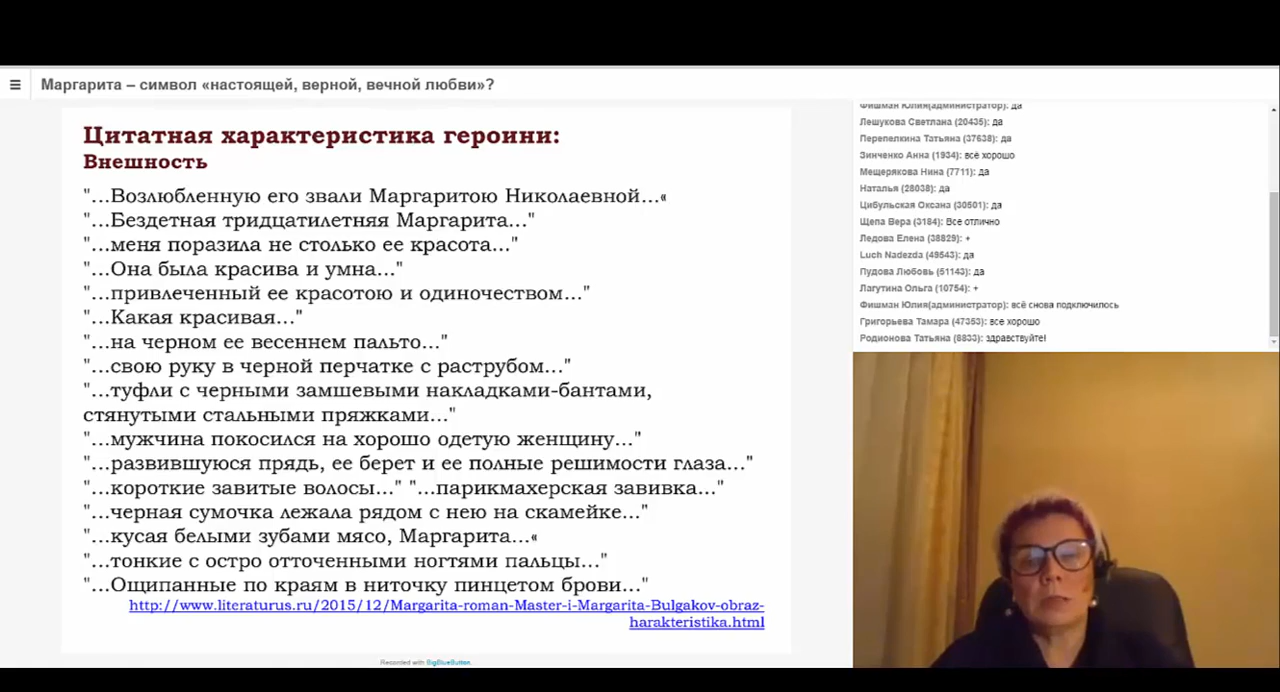 Маргарита – символ «настоящей, верной, вечной любви»?
Цитатная характеристика героини:
Внешность
"...Возлюбленную его звали Маргаритою Николаевной...«
"...Бездетная тридцатилетняя Маргарита..."
"...меня поразила не столько ее красота..."
"...Она была красива и умна..."
"...привлеченный ее красотою и одиночеством..."
"...Какая красивая..."
"...на черном ее весеннем пальто..."
"...свою руку в черной перчатке с раструбом..."
"...туфли с черными замшевыми накладками-бантами,
стянутыми стальными пряжками..."
"...мужчина покосился на хорошо одетую женщину..."
"...развившуюся прядь, ее берет и ее полные решимости глаза..."
"...короткие завитые волосы..." "...парикмахерская завивка..."
"...черная сумочка лежала рядом с нею на скамейке..."
"...кусая белыми зубами мясо, Маргарита...«
"...тонкие с остро отточенными ногтями пальцы..."
"...Ощипанные по краям в ниточку пинцетом брови..."
http://www.literaturus.ru/2015/12/Margarita-roman-Master-i-Margarita-Bulgakov-obraz-
harakteristika.html
Recorded with BigBlueButton.
Фишман Юлия(администратор): да
Лешукова Светлана (20435): да
Перепелкина Татьяна (37638): да
Зинченко Анна (1934): всё хорошо
Мещерякова Нина (7711): да
Наталья (28038): да
Цибульская Оксана (30501): да
Щепа Вера (3184): Все отлично
Ледова Елена (38829): +
Luch Nadezda (49543): да
Пудова Любовь (51143): да
Лагутина Ольга (10754): +
Фишман Юлия(администратор): всё снова подключилось
Григорьева Тамара (47353): все хорошо
Родионова Татьяна (8833): здравствуйте!